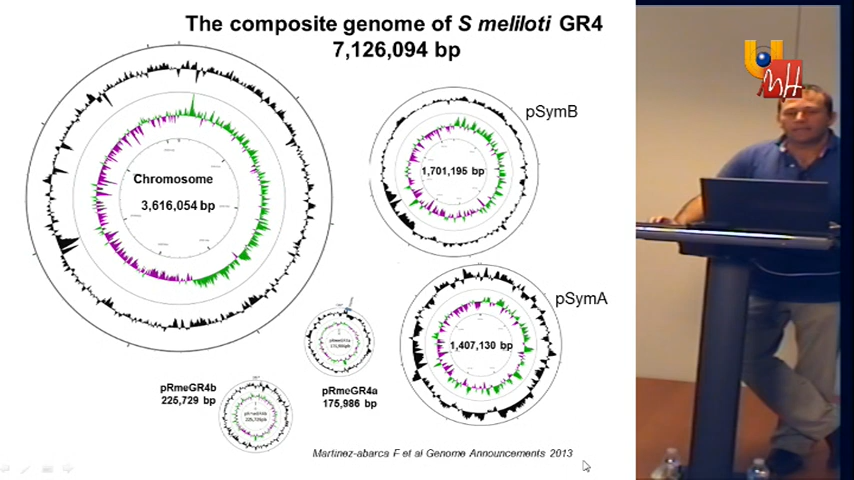 The composite genome of S meliloti GR4
7,126,094 bp
Chromosome
3,616,054 bp
pSymB
1,701,195 bp
pSymA
1,407,130 bp
pRmeGR4b
225,729 bp
pRmeGR4a
175,986 bp
Martinez-abarca F et al Genome Announcements 2013
U
MH